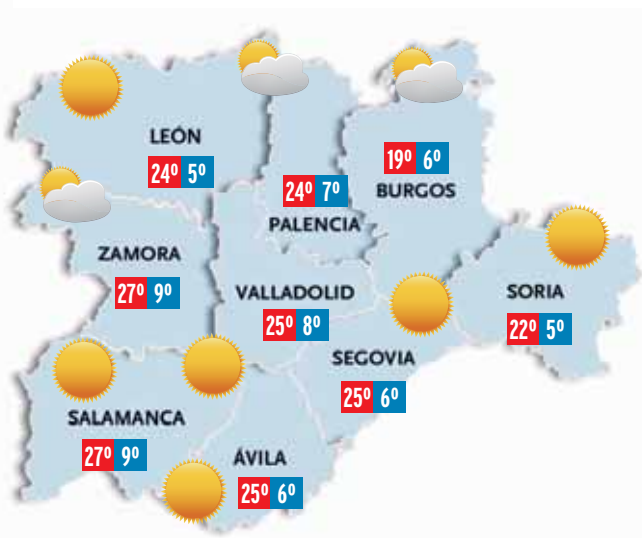 LEÓN
24º 5º
19º 6º
BURGOS
24º 7º
PALENCIA
ZAMORA
27º 9º
VALLADOLID
25º 8º
SORIA
22º 5º
SEGOVIA
25º 6º
SALAMANCA
27º 9º
ÁVILA
25º 6º